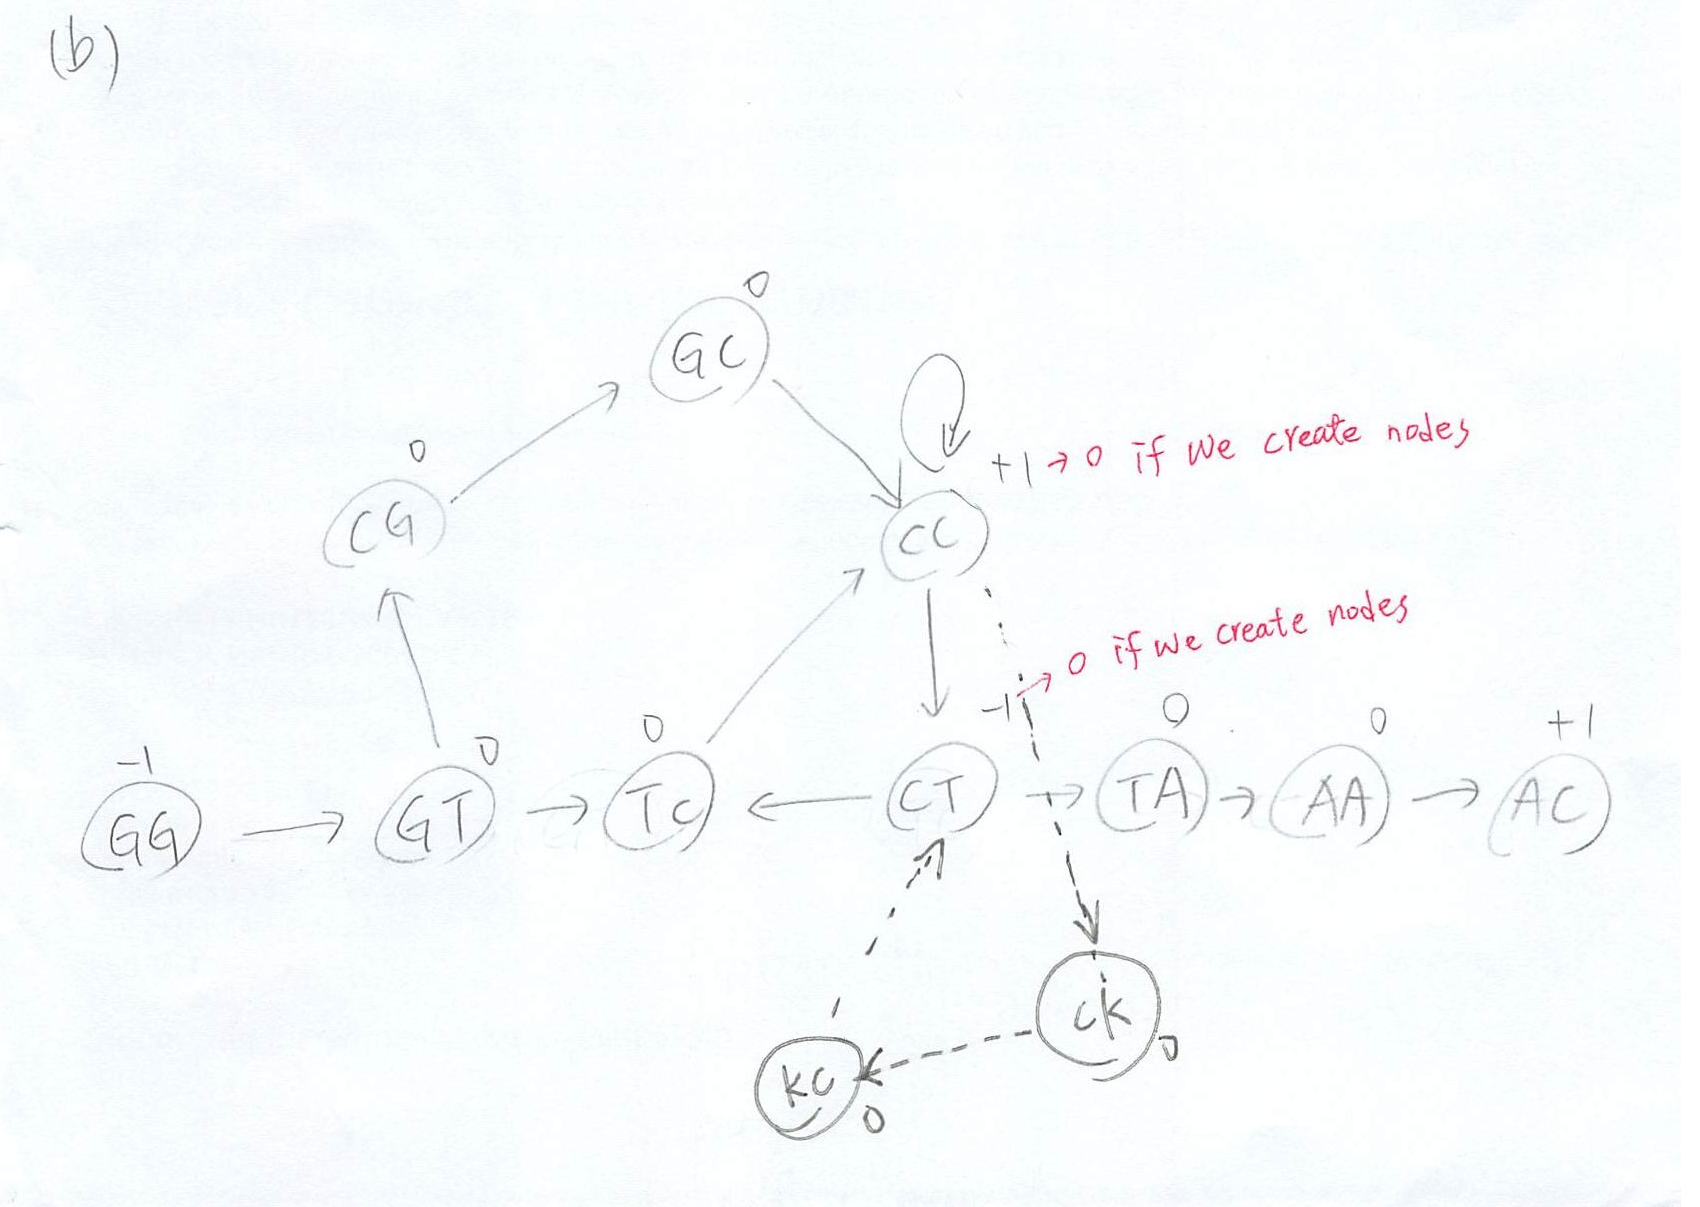 (b)
0
GC
+1 → 0 if we create nodes
0
CG
CC
-1 → 0 if we create nodes
-1
0
0
0
0
+1
GG
GT
TC
CT
TA
AA
AC
CK
0
KC
0